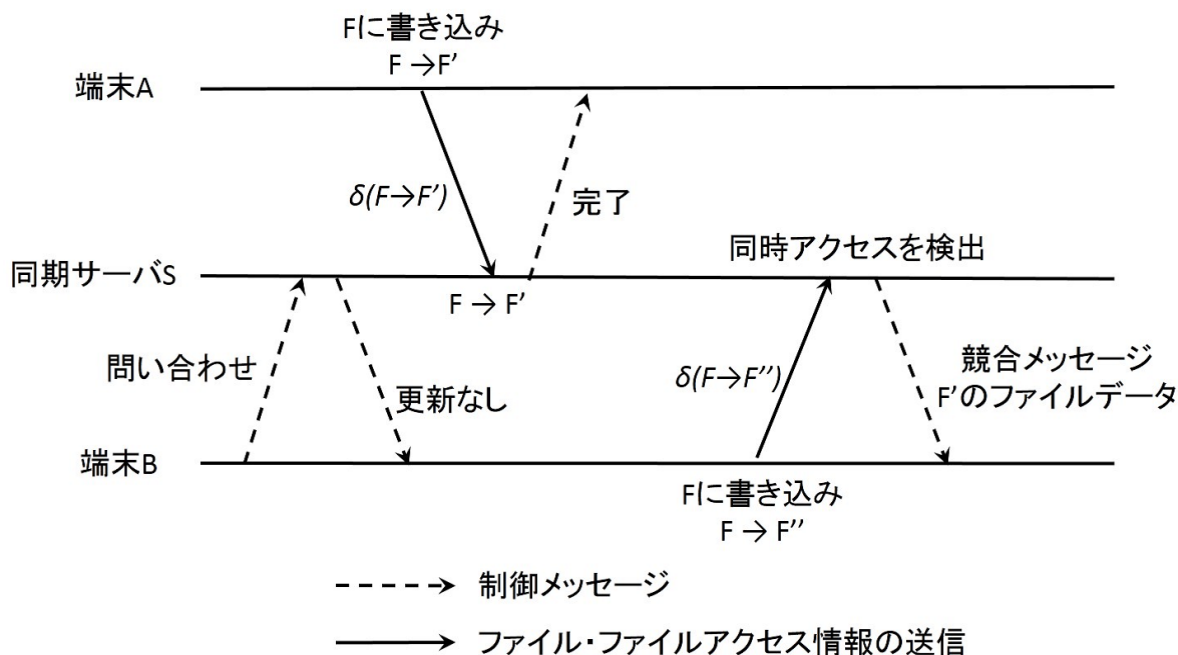 Fに書き込み
F →F’
端末A
δ(F→F’)
完了
同時アクセスを検出
同期サーバS
F → F’
問い合わせ
更新なし
δ(F→F’’)
競合メッセージ
F’のファイルデータ
端末B
Fに書き込み
F → F’’
制御メッセージ
ファイル・ファイルアクセス情報の送信